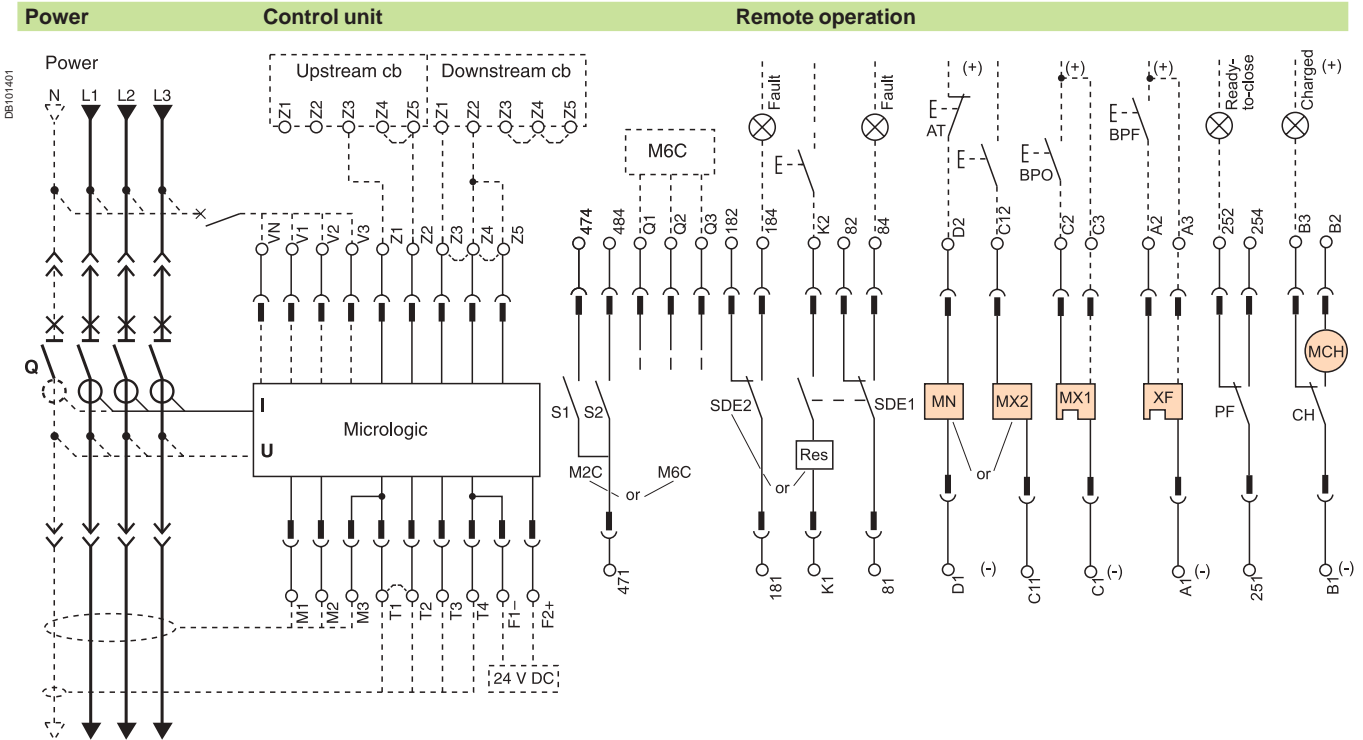 Power Control unit Remote operation
DB101401
Power
N L1 L2 L3
Upstream cb Downstream cb
Z1 Z2 Z3 Z4 Z5 Z1 Z2 Z3 Z4 Z5
M6C
Fault
Fault
(+)
AT
E
E
(+)
BPO
E
(+)
BPF
E
Ready-
to-close
Charged
(+)
E
VN V1 V2 V3 Z1 Z2 Z3 Z4 Z5
474 484 Q1 Q2 Q3 182 184 K2 82 84 D2 C12 C2 C3 A2 A3 252 254 B3 B2
Q
I
U
Micrologic
S1 S2
M2C or M6C
SDE2
or
Res
SDE1
MN
or
MX2
MX1
XF
PF
CH
MCH
471 181 K1 81 D1 (-) C11 C1 (-) A1 (-) 251 B1 (-)
M1 M2 M3 T1 T2 T3 T4 F1– F2+
24 V DC